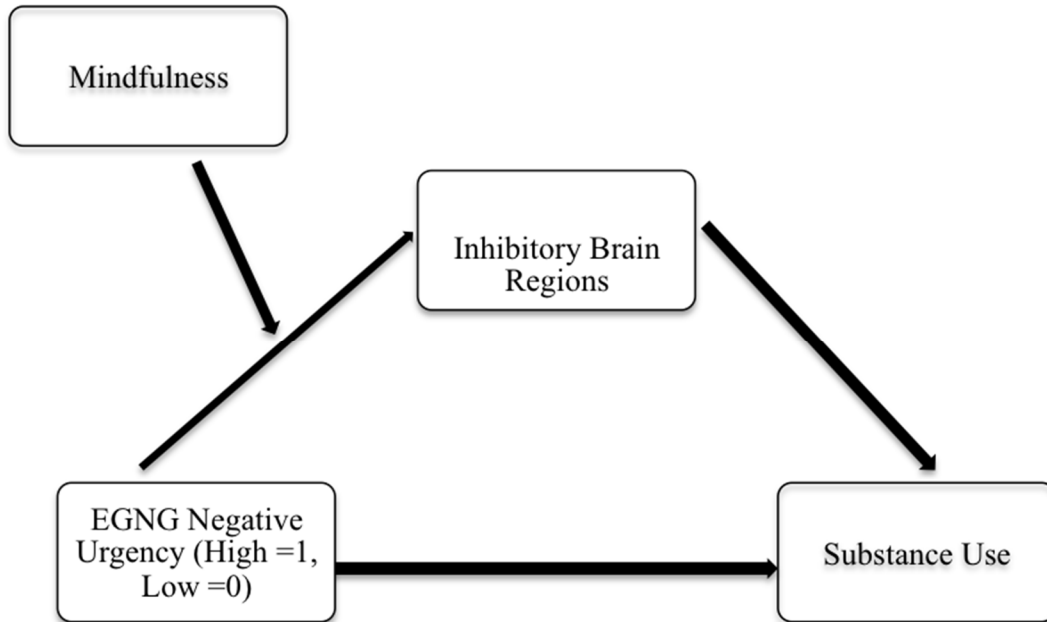 Mindfulness
Inhibitory Brain
Regions
EGNG Negative
Urgency (High =1,
Low =0)
Substance Use